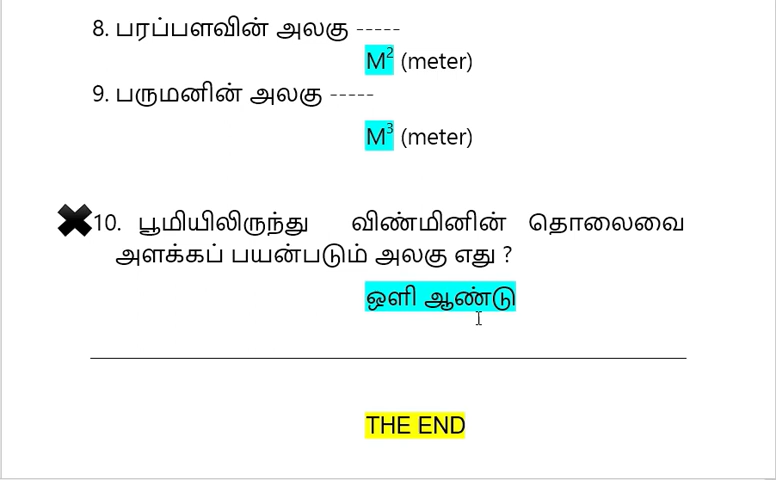 8. பரப்பளவின் அலகு -----
M² (meter)
9. பருமனின் அலகு -----
M³ (meter)
10. பூமியிலிருந்து விண்மினின் தொலைவை
அளக்கப் பயன்படும் அலகு எது ?
ஒளி ஆண்டு
THE END